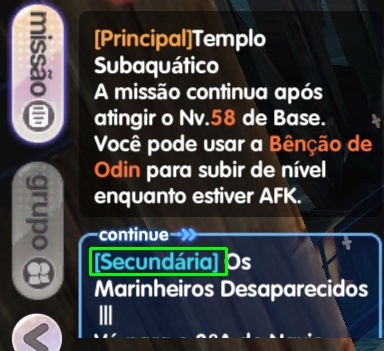 missão
grupo
[Principal]Templo
Subaquático
A missão continua após
atingir o Nv.58 de Base.
Você pode usar a Bênção de
Odin para subir de nível
enquanto estiver AFK.
continue
[Secundária] Os
Marinheiros Desaparecidos
III